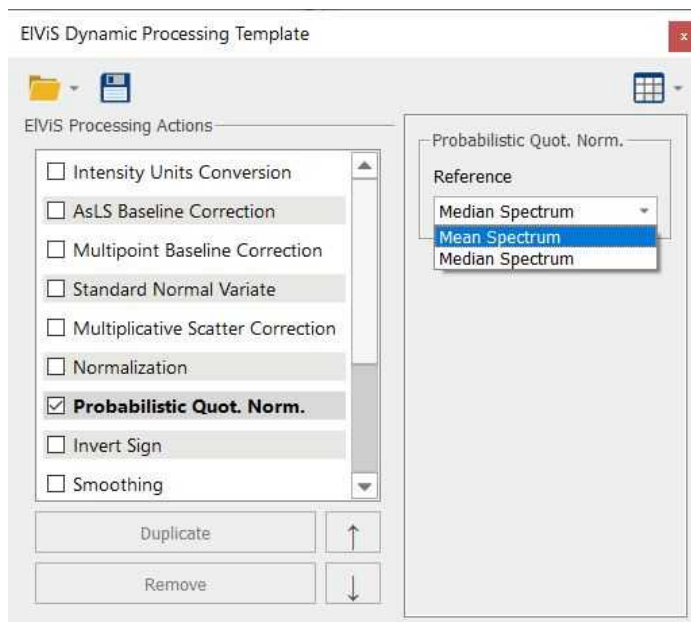 ElViS Dynamic Processing Template
x
ElViS Processing Actions
Intensity Units Conversion
AsLS Baseline Correction
Multipoint Baseline Correction
Standard Normal Variate
Multiplicative Scatter Correction
Normalization
Probabilistic Quot. Norm.
Invert Sign
Smoothing
Duplicate
↑
Remove
↓
Probabilistic Quot. Norm.
Reference
Median Spectrum
Mean Spectrum
Median Spectrum